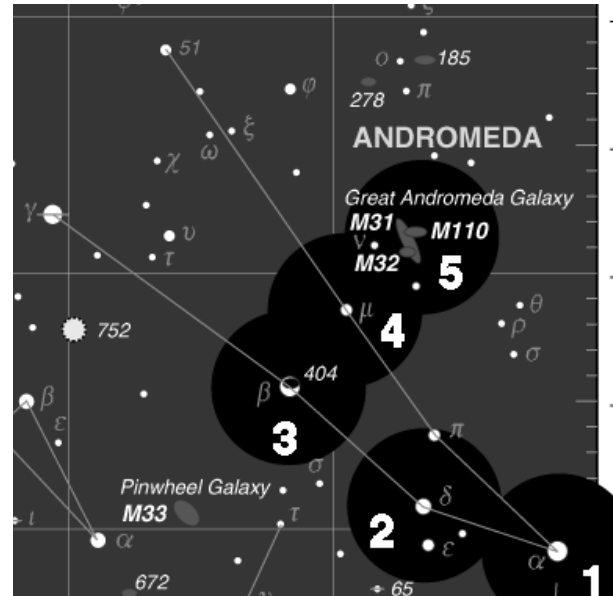 φ
ξ
51
ο
185
φ
278
π
ξ
ω
ANDROMEDA
χ
Great Andromeda Galaxy
M31
γ
M110
ν
υ
M32
τ
5
θ
μ
4
ρ
752
σ
404
β
β
3
ε
π
σ
Pinwheel Galaxy
δ
M33
τ
2
ι
α
ε
α
1
672
65
υ